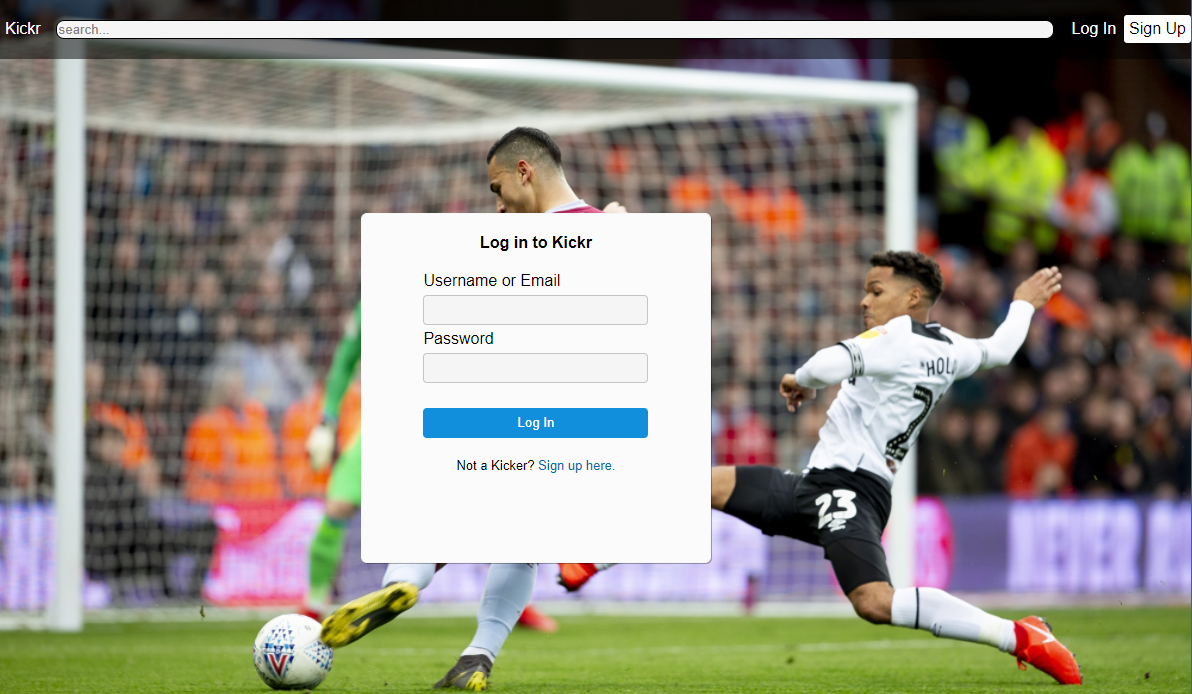 Kickr
search...
Log In
Sign Up
Log in to Kickr
Username or Email
Password
Log In
Not a Kicker? Sign up here.
23